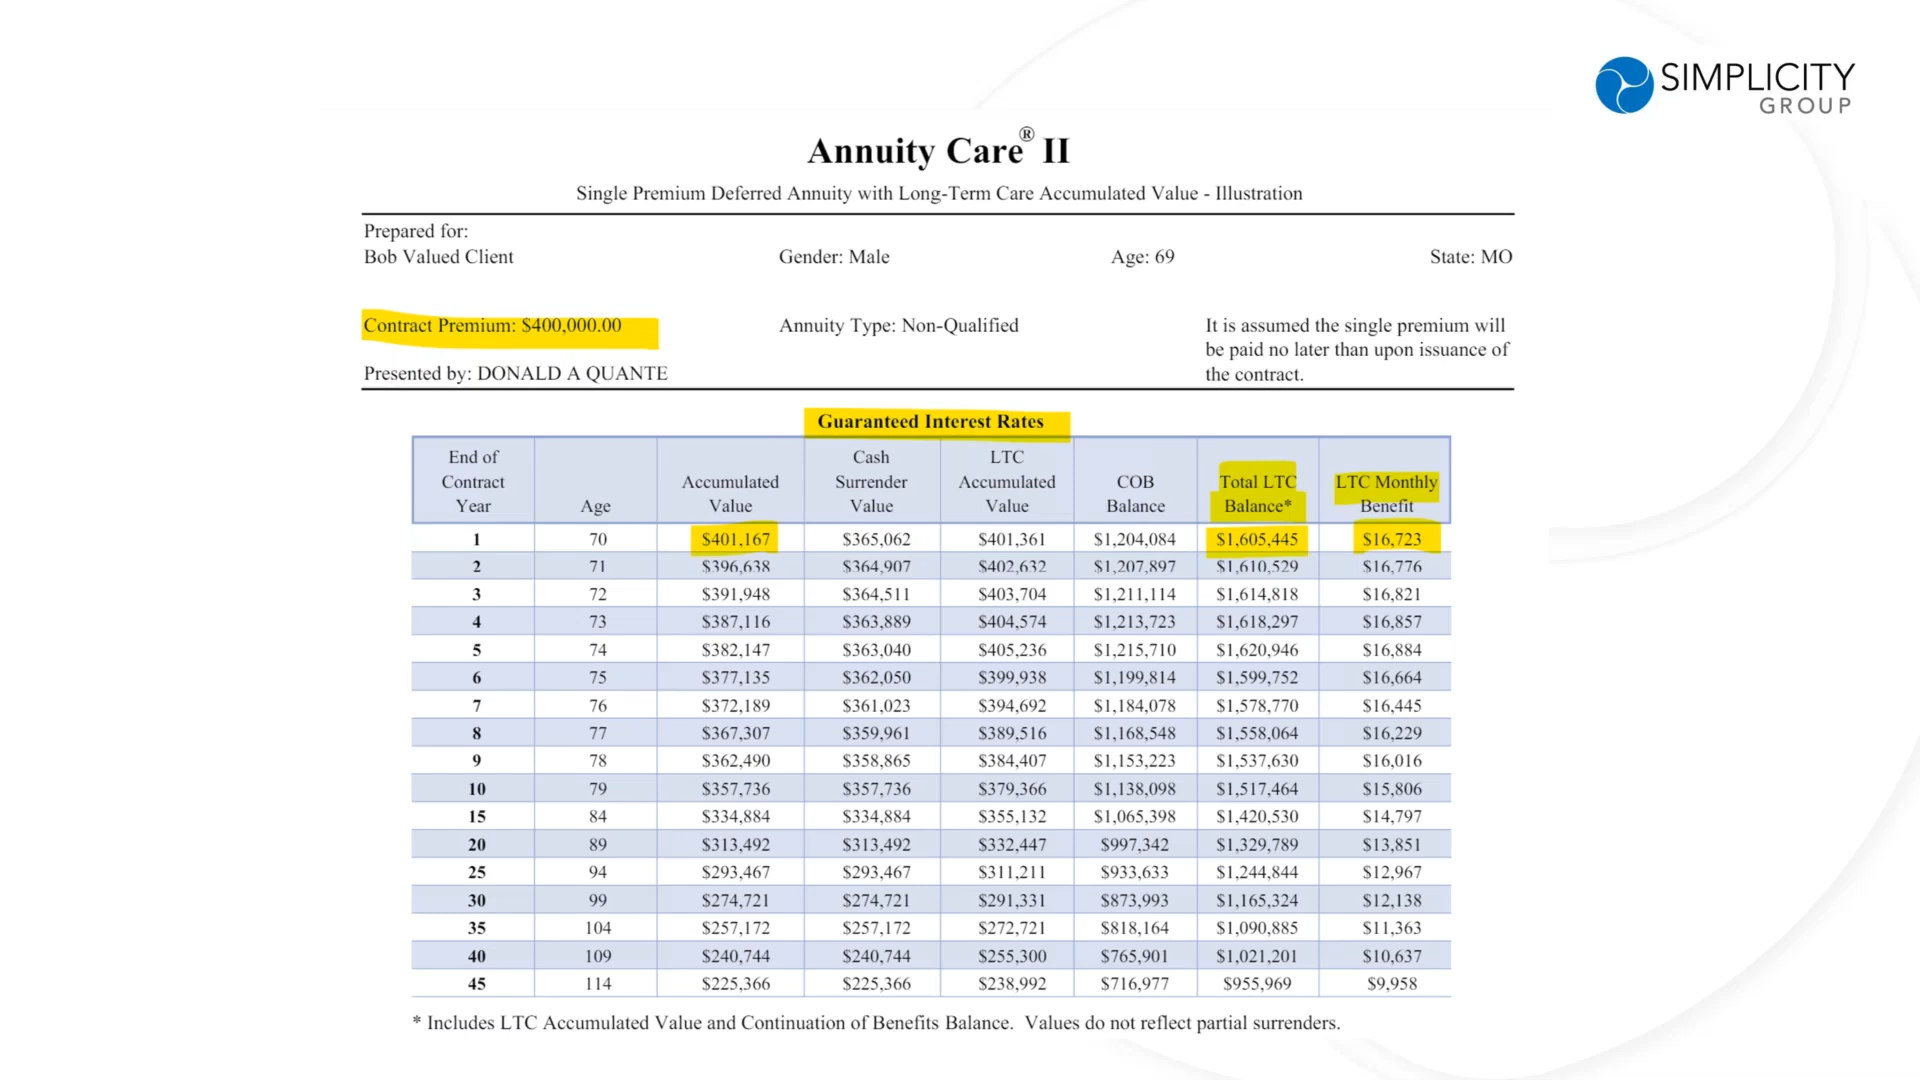 SIMPLICITY
GROUP
Annuity Care® II
Single Premium Deferred Annuity with Long-Term Care Accumulated Value - Illustration
Prepared for:
Bob Valued Client Gender: Male Age: 69 State: MO
Contract Premium: $400,000.00 Annuity Type: Non-Qualified It is assumed the single premium will
be paid no later than upon issuance of
Presented by: DONALD A QUANTE the contract.
Guaranteed Interest Rates
End of Cash LTC
Contract Accumulated Surrender Accumulated COB Total LTC LTC Monthly
Year Age Value Value Value Balance Balance* Benefit
1 70 $401,167 $365,062 $401,361 $1,204,084 $1,605,445 $16,723
2 71 $396,638 $364,907 $402,632 $1,207,897 $1,610,529 $16,776
3 72 $391,948 $364,511 $403,704 $1,211,114 $1,614,818 $16,821
4 73 $387,116 $363,889 $404,574 $1,213,723 $1,618,297 $16,857
5 74 $382,147 $363,040 $405,236 $1,215,710 $1,620,946 $16,884
6 75 $377,135 $362,050 $399,938 $1,199,814 $1,599,752 $16,664
7 76 $372,189 $361,023 $394,692 $1,184,078 $1,578,770 $16,445
8 77 $367,307 $359,961 $389,516 $1,168,548 $1,558,064 $16,229
9 78 $362,490 $358,865 $384,407 $1,153,223 $1,537,630 $16,016
10 79 $357,736 $357,736 $379,366 $1,138,098 $1,517,464 $15,806
15 84 $334,884 $334,884 $355,132 $1,065,398 $1,420,530 $14,797
20 89 $313,492 $313,492 $332,447 $997,342 $1,329,789 $13,851
25 94 $293,467 $293,467 $311,211 $933,633 $1,244,844 $12,967
30 99 $274,721 $274,721 $291,331 $873,993 $1,165,324 $12,138
35 104 $257,172 $257,172 $272,721 $818,164 $1,090,885 $11,363
40 109 $240,744 $240,744 $255,300 $765,901 $1,021,201 $10,637
45 114 $225,366 $225,366 $238,992 $716,977 $955,969 $9,958
* Includes LTC Accumulated Value and Continuation of Benefits Balance. Values do not reflect partial surrenders.